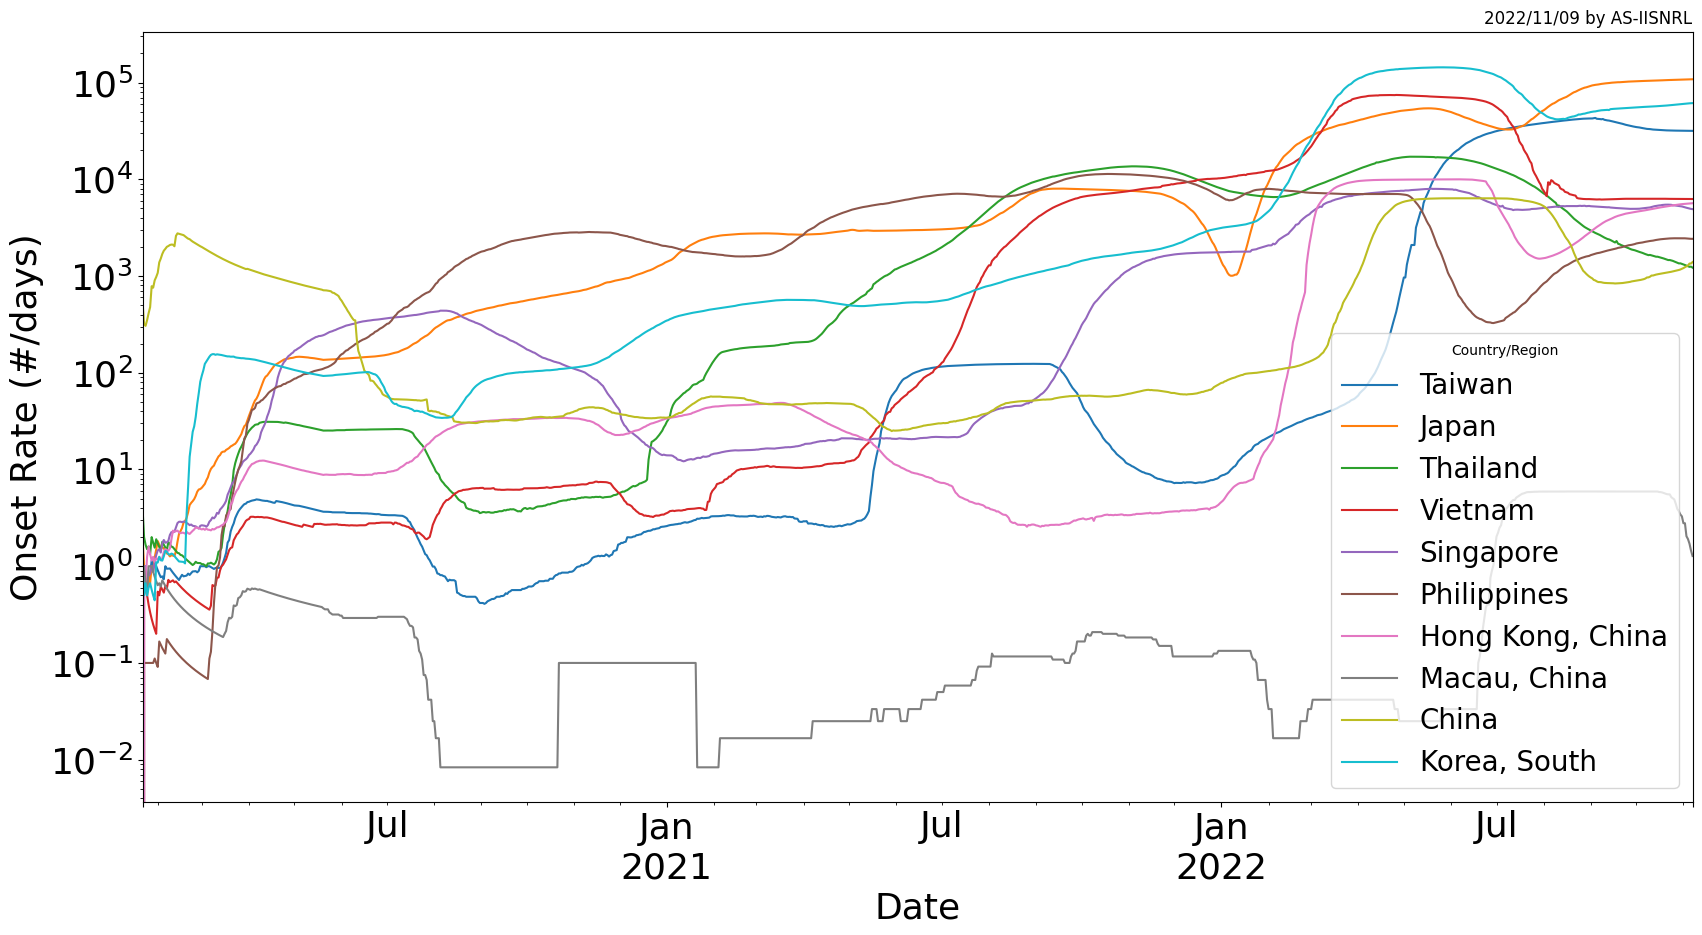 2022/11/09 by AS-IISNRL
Onset Rate (#/days)
10^5
10^4
10^3
10^2
10^1
10^0
10^−1
10^−2
Country/Region
Taiwan
Japan
Thailand
Vietnam
Singapore
Philippines
Hong Kong, China
Macau, China
China
Korea, South
Jul
Jan
2021
Jul
Jan
2022
Jul
Date